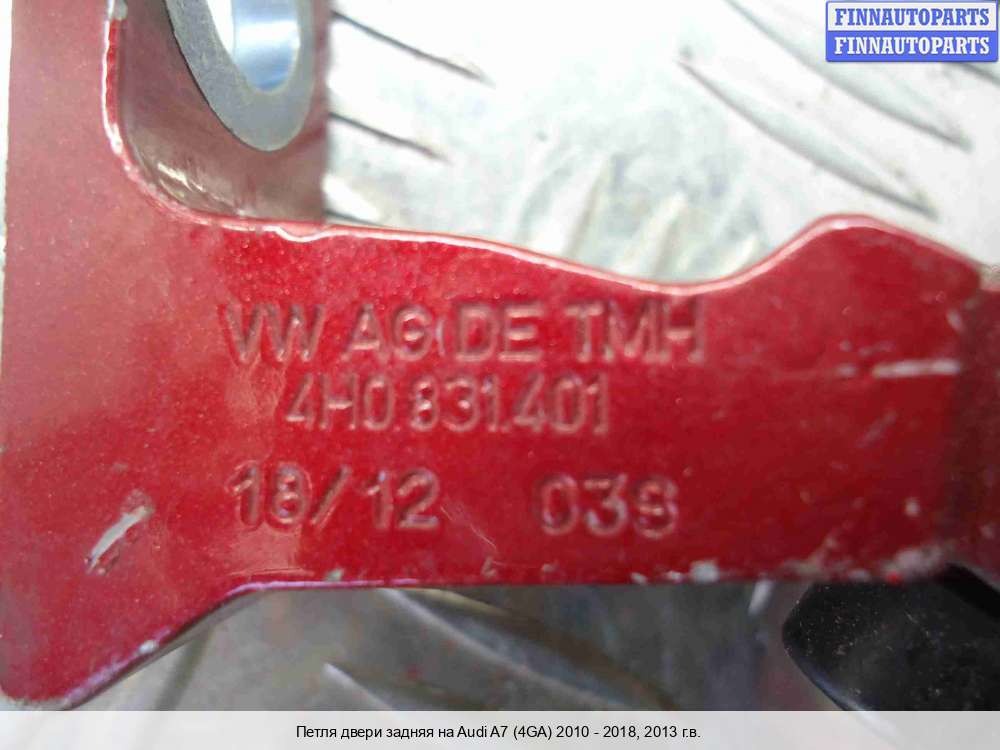 FINNAUTOPARTS
FINNAUTOPARTS
VW AG DE TMH
4H0.831.401
18/12 038
Петля двери задняя на Audi A7 (4GA) 2010 - 2018, 2013 г.в.